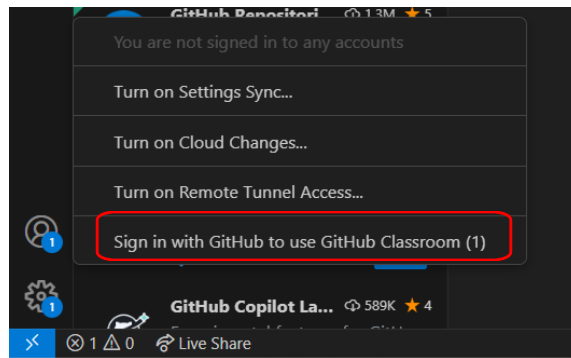 GitHub Repositori... 1.3M ★ 5
You are not signed in to any accounts
Turn on Settings Sync...
Turn on Cloud Changes...
Turn on Remote Tunnel Access...
Sign in with GitHub to use GitHub Classroom (1)
1
1
GitHub Copilot La... 589K ★ 4
1 0 Live Share